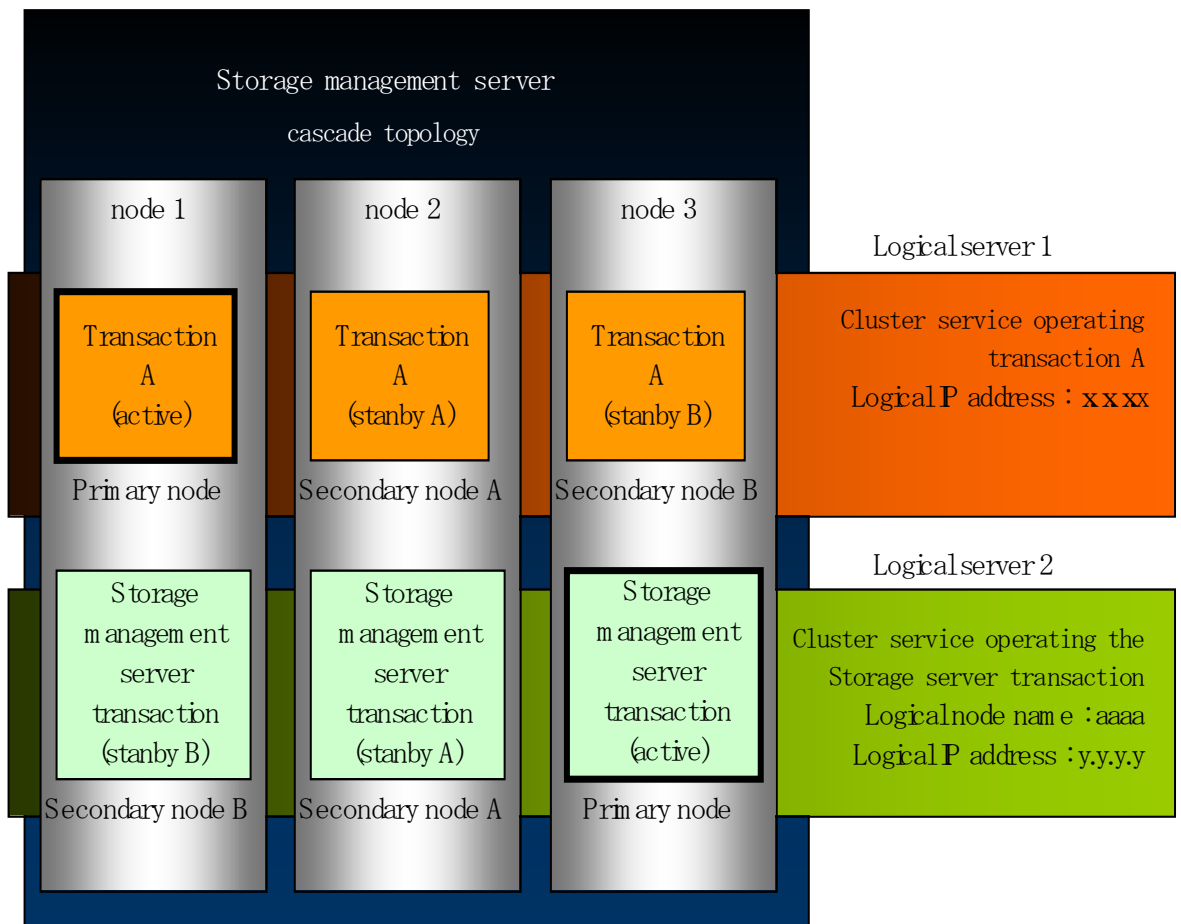 Storage management server
cascade topology
node 1
node 2
node 3
Logical server 1
Transaction
A
(active)
Transaction
A
(stanby A)
Transaction
A
(stanby B)
Cluster service operating
transaction A
Logical IP address : x x xx
Primary node
Secondary node A
Secondary node B
Logical server 2
Storage
management
server
transaction
(stanby B)
Storage
management
server
transaction
(stanby A)
Storage
management
server
transaction
(active)
Cluster service operating the
Storage server transaction
Logical node name :aaaa
Logical IP address :y.y.y.y
Secondary node B
Secondary node A
Primary node